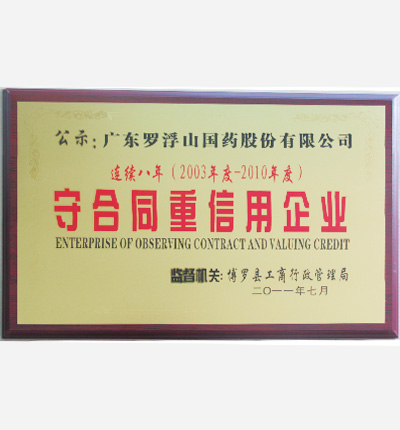 公示:广东罗浮山国药股份有限公司
连续八年(2003年度-2010年度)
守合同重信用企业
ENTERPRISE OF OBSERVING CONTRACT AND VALUING CREDIT
监督机关:博罗县工商行政管理局
二〇一一年七月